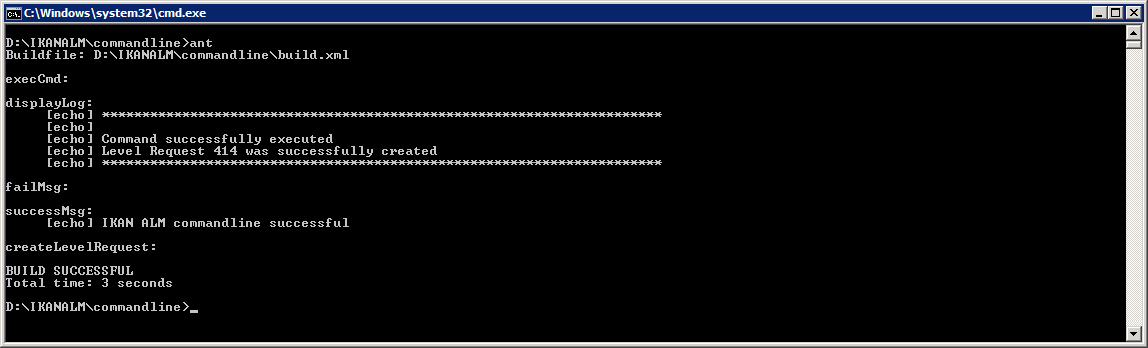 C:\Windows\system32\cmd.exe
D:\IKANALM\commandline>ant
Buildfile: D:\IKANALM\commandline\build.xml
execCmd:
displayLog:
[echo] **********************************************************************
[echo]
[echo] Command successfully executed
[echo] Level Request 414 was successfully created
[echo] **********************************************************************
failMsg:
successMsg:
[echo] IKAN ALM commandline successful
createLevelRequest:
BUILD SUCCESSFUL
Total time: 3 seconds
D:\IKANALM\commandline>_